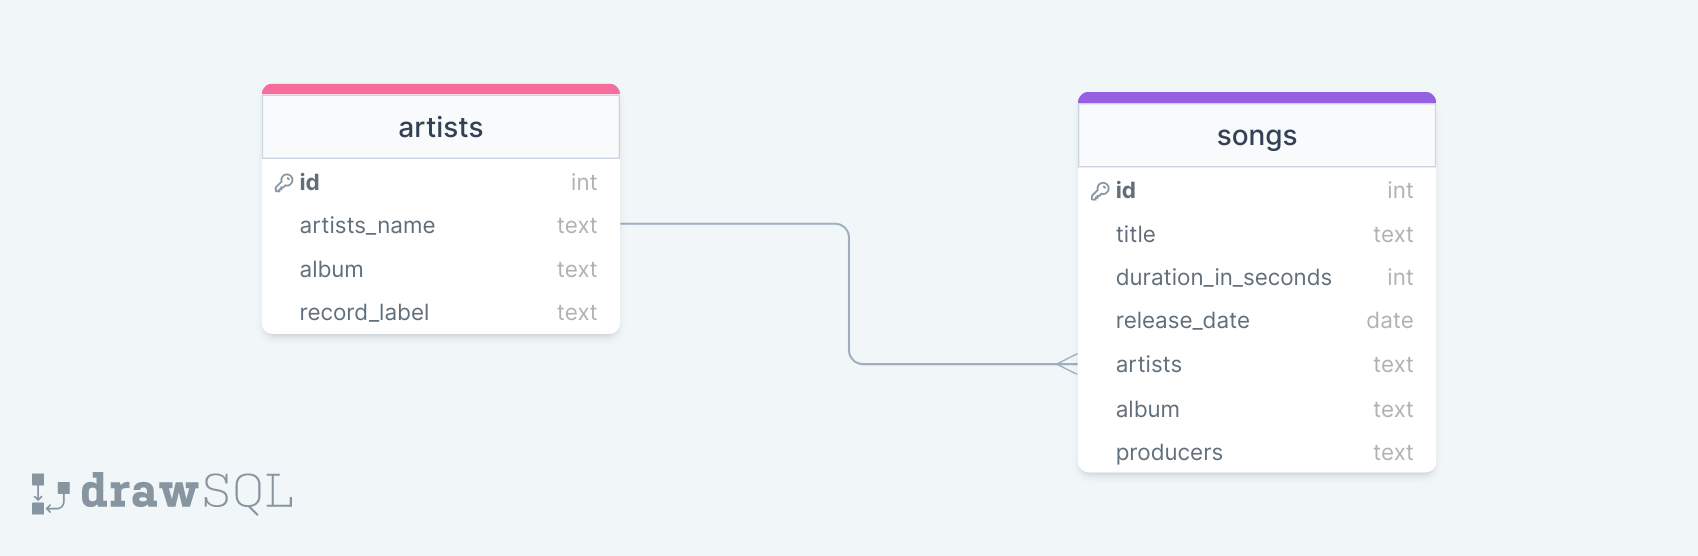 artists
id int
artists_name text
album text
record_label text
songs
id int
title text
duration_in_seconds int
release_date date
artists text
album text
producers text
drawSQL